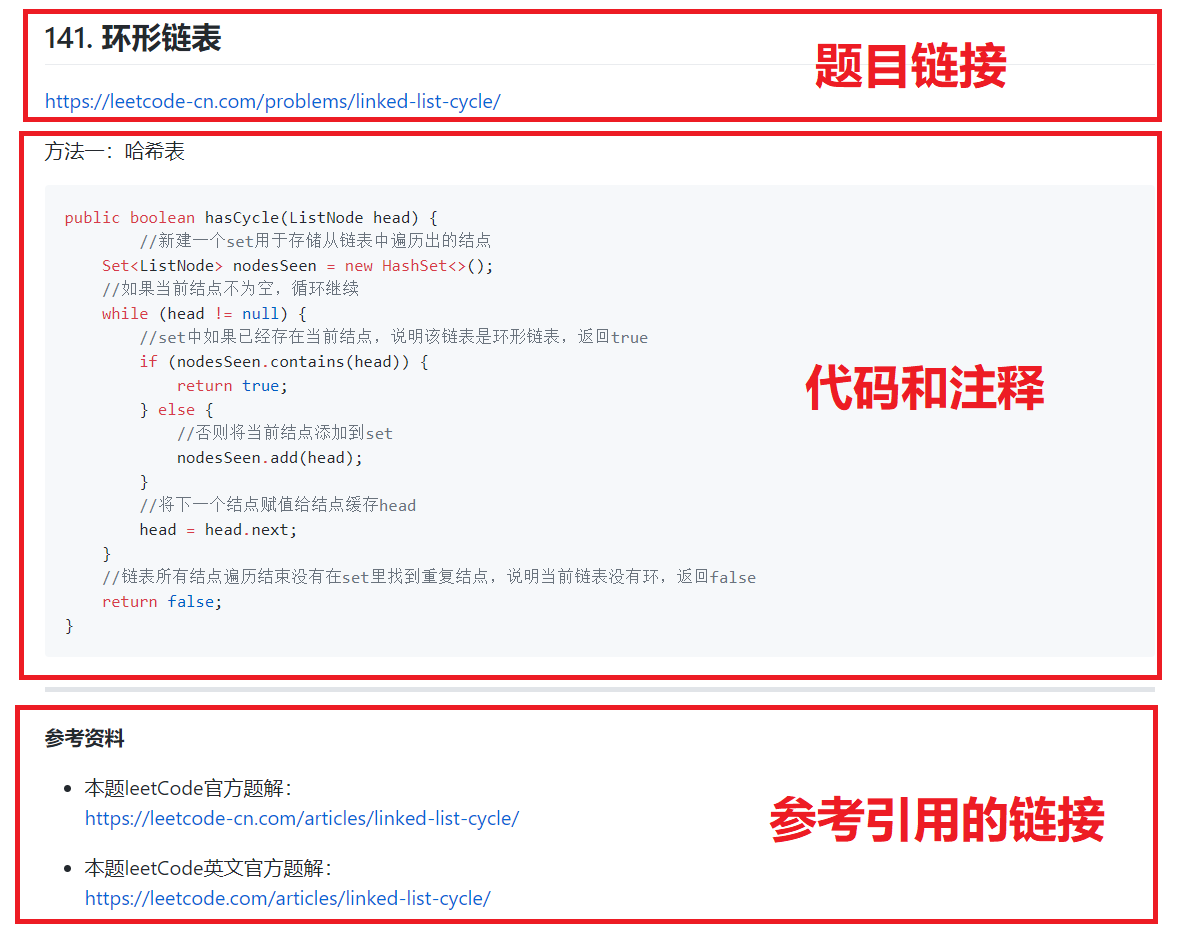 141. 环形链表
题目链接
https://leetcode-cn.com/problems/linked-list-cycle/
方法一：哈希表
public boolean hasCycle(ListNode head) {
        //新建一个set用于存储从链表中遍历出的结点
    Set<ListNode> nodesSeen = new HashSet<>();
    //如果当前结点不为空，循环继续
    while (head != null) {
        //set中如果已经存在当前结点，说明该链表是环形链表，返回true
        if (nodesSeen.contains(head)) {
            return true;
        } else {
            //否则将当前结点添加到set
            nodesSeen.add(head);
        }
        //将下一个结点赋值给结点缓存head
        head = head.next;
    }
    //链表所有结点遍历结束没有在set里找到重复结点，说明当前链表没有环，返回false
    return false;
}
代码和注释
参考资料
• 本题leetCode官方题解：
https://leetcode-cn.com/articles/linked-list-cycle/
• 本题leetCode英文官方题解：
https://leetcode.com/articles/linked-list-cycle/
参考引用的链接